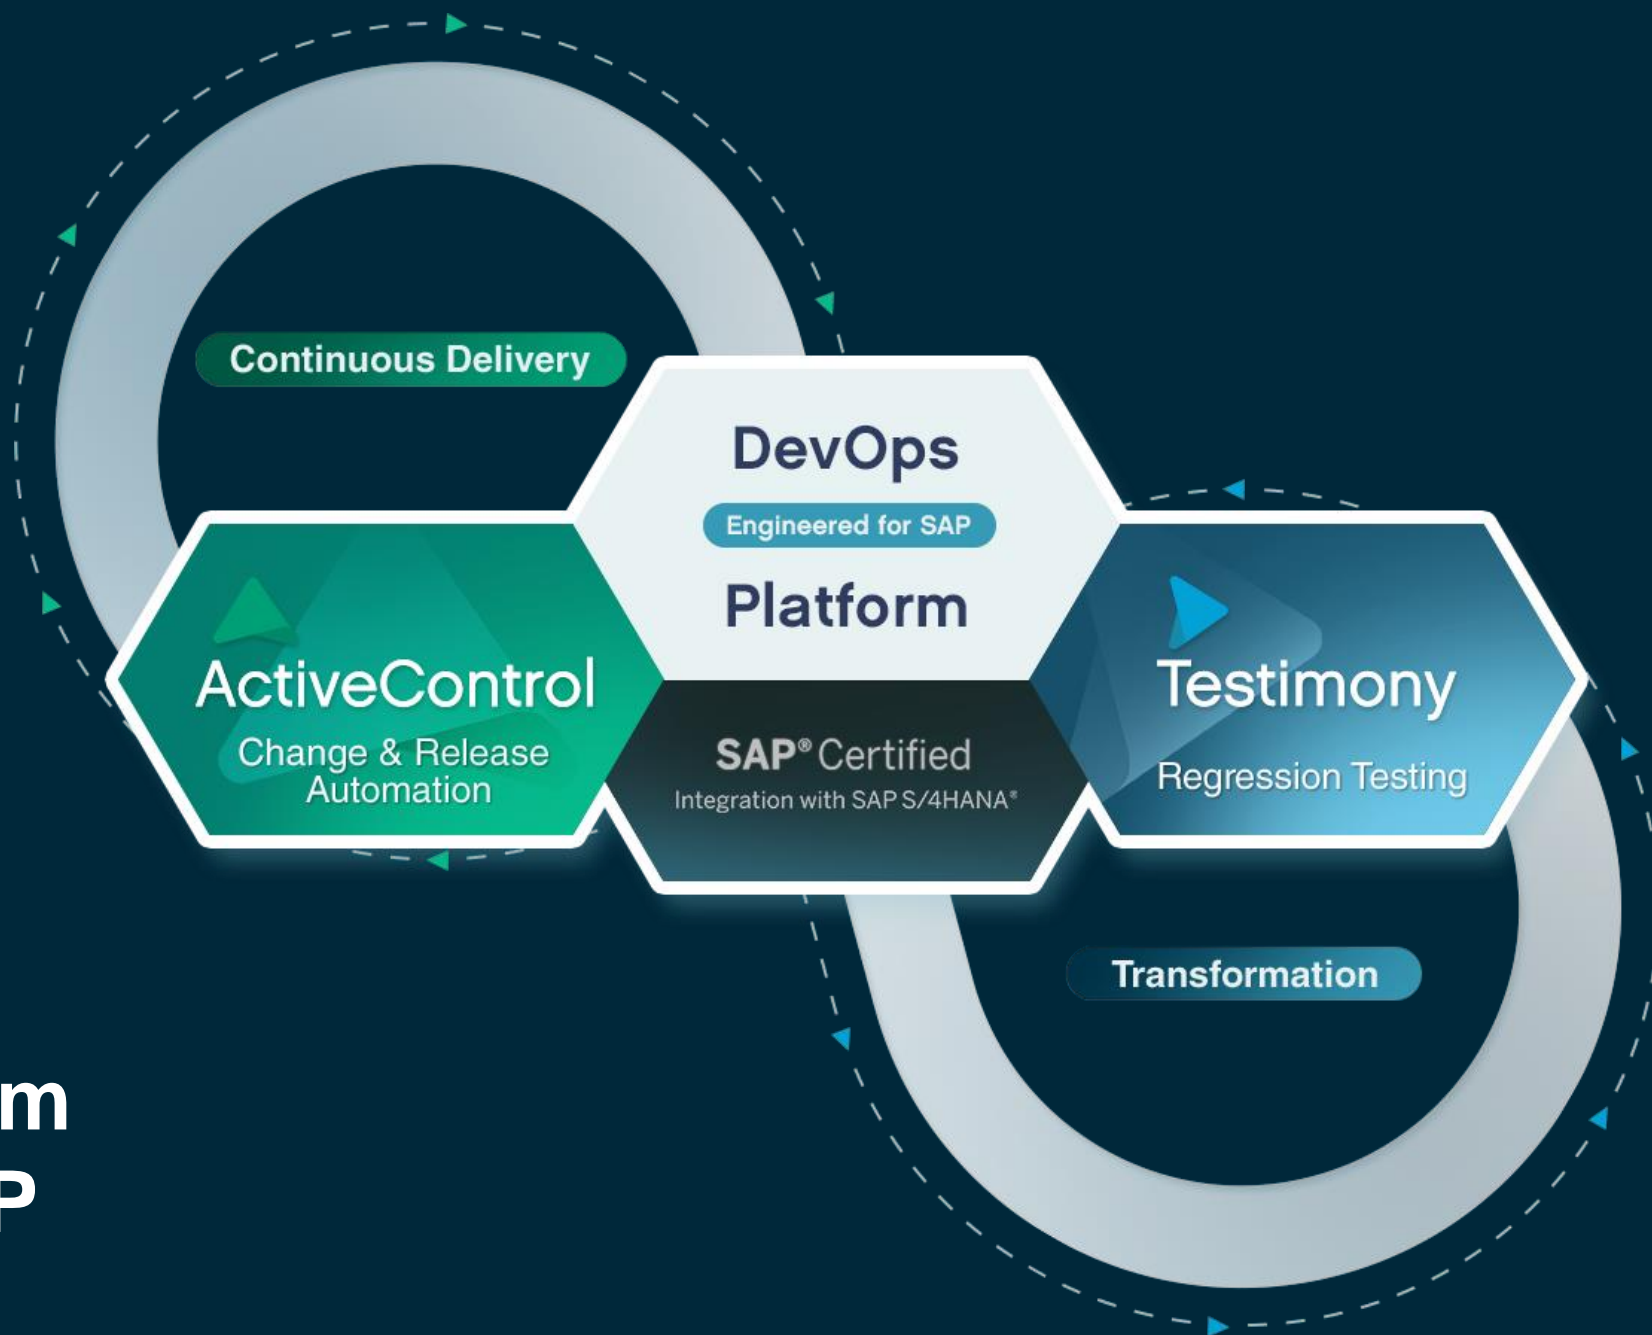 Continuous Delivery
DevOps
Engineered for SAP
Platform
ActiveControl
Change & Release
Automation
SAP® Certified
Integration with SAP S/4HANA®
Testimony
Regression Testing
Transformation
m
P